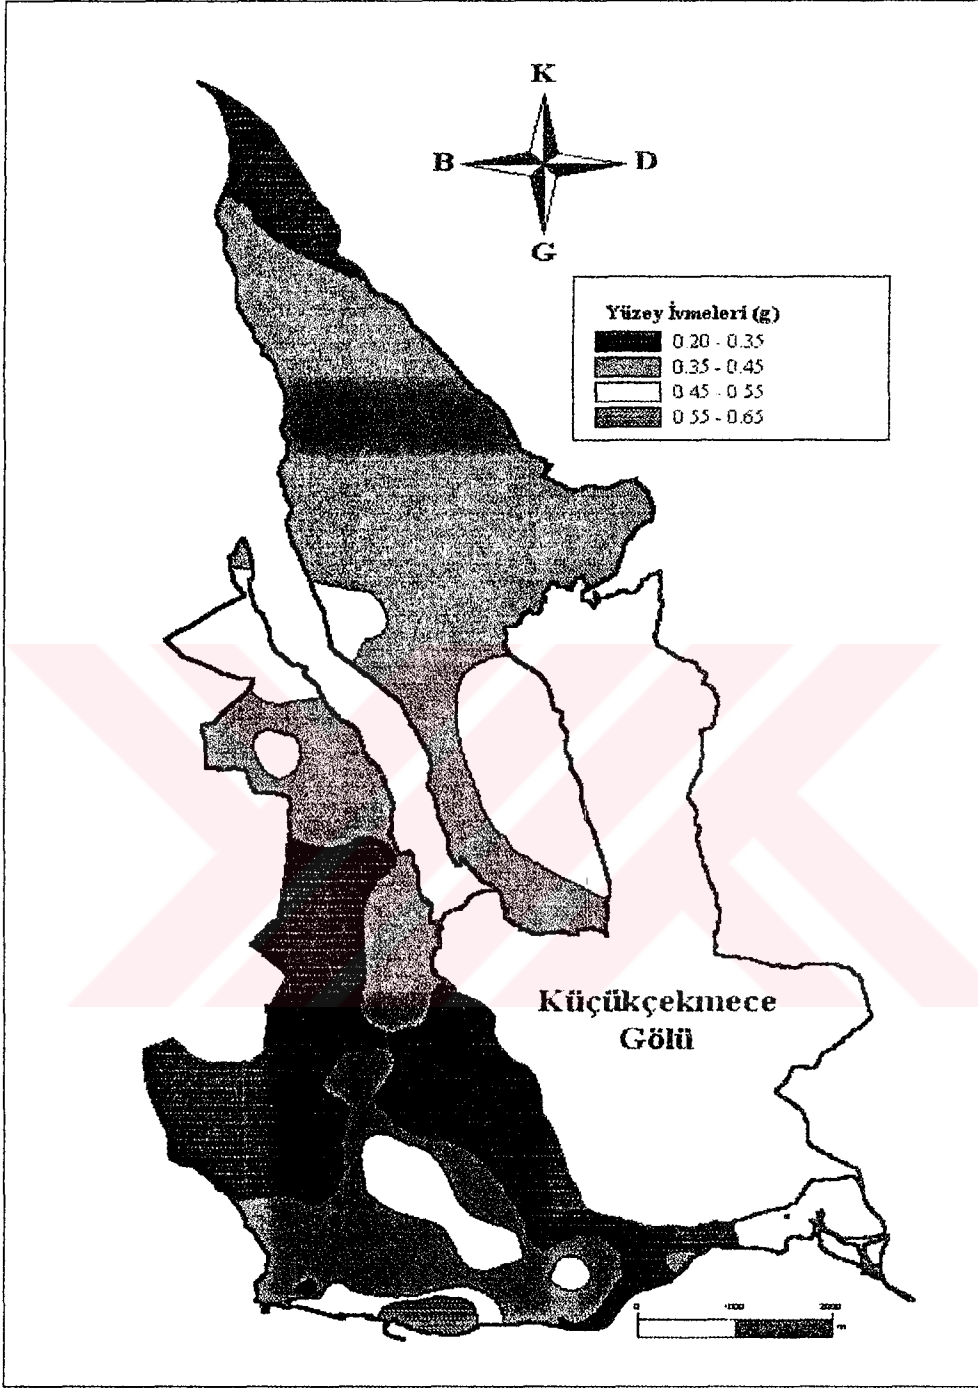 K
B D
G
Yüzey İvmeleri (g)
0.20 - 0.35
0.35 - 0.45
0.45 - 0.55
0.55 - 0.65
Küçükçekmece
Gölü
0 1000 2000
m